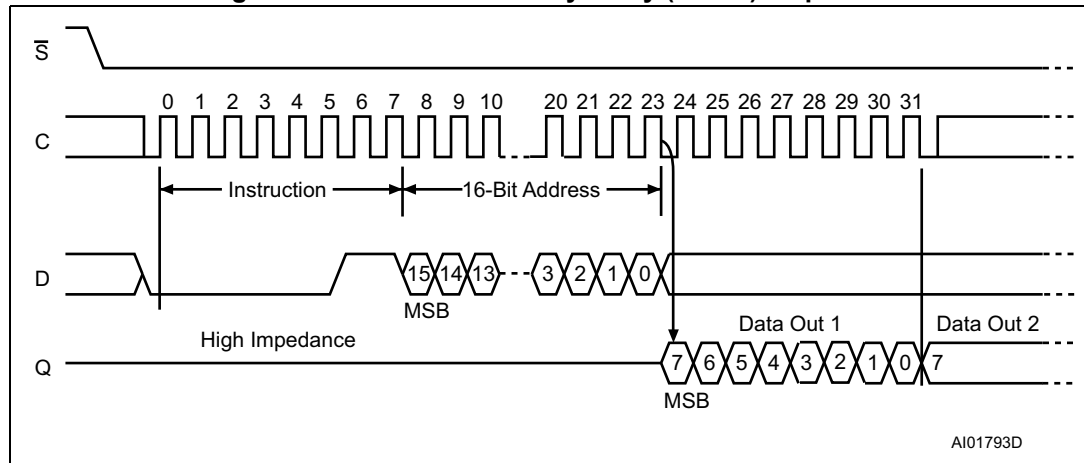 S
0 1 2 3 4 5 6 7 8 9 10 20 21 22 23 24 25 26 27 28 29 30 31
C
Instruction 16-Bit Address
D
15 14 13 3 2 1 0
MSB
High Impedance Data Out 1 Data Out 2
Q
7 6 5 4 3 2 1 0 7
MSB
AI01793D